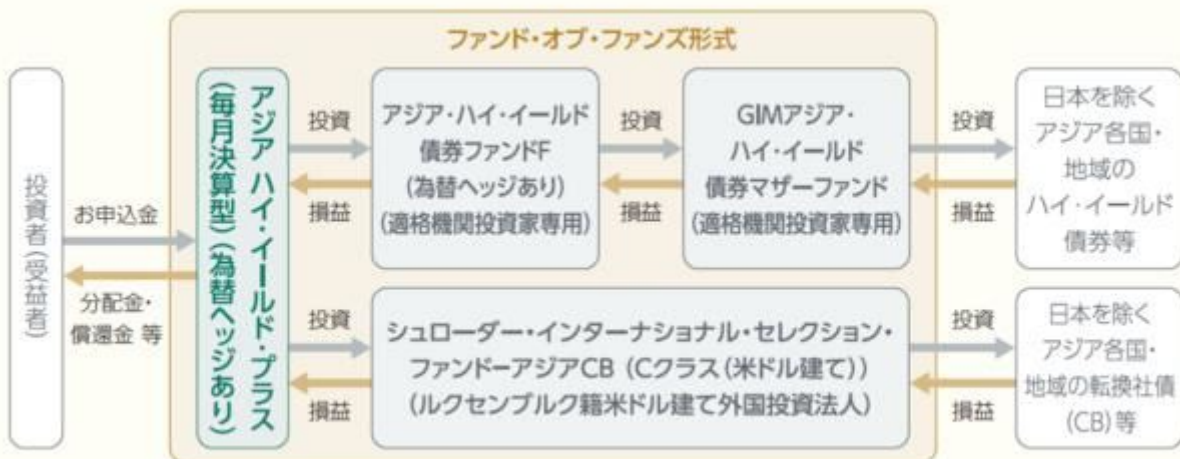 ファンド・オブ・ファンズ形式
投資者(受益者)
お申込金
分配金・
償還金 等
アジア ハイ・イールド・プラス
(毎月決算型)(為替ヘッジあり)
投資
損益
アジア・ハイ・イールド
債券ファンドF
(為替ヘッジあり)
(適格機関投資家専用)
投資
損益
GIMアジア・
ハイ・イールド
債券マザーファンド
(適格機関投資家専用)
投資
損益
日本を除く
アジア各国・
地域の
ハイ・イールド
債券等
投資
損益
シュローダー・インターナショナル・セレクション・
ファンドーアジアCB (Cクラス(米ドル建て))
(ルクセンブルク籍米ドル建て外国投資法人)
投資
損益
日本を除く
アジア各国・
地域の転換社債
(CB)等